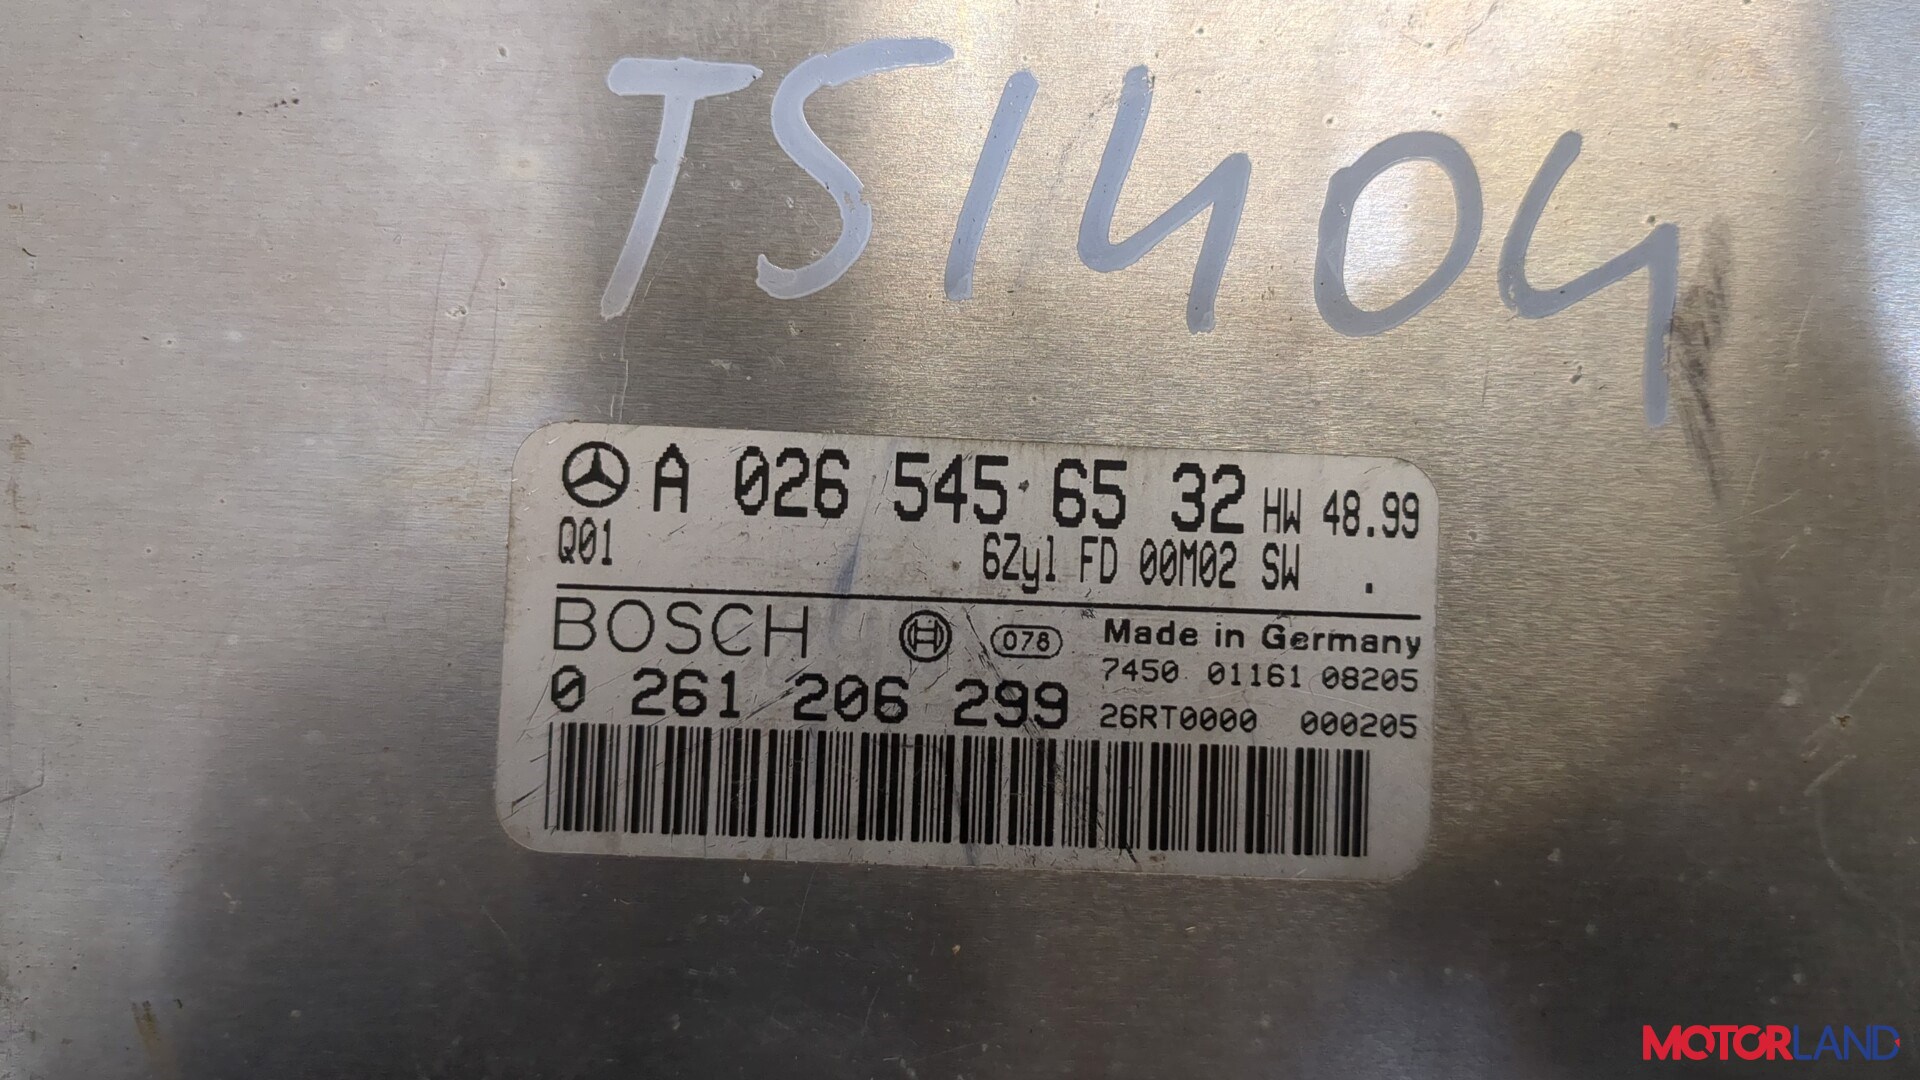 TS1404
A 026 545 65 32 HW 48.99
Q01 6Zyl FD 00M02 SW .
BOSCH 078 Made in Germany
7450 01161 08205
0 261 206 299 26RT0000 000205
MOTORLAND